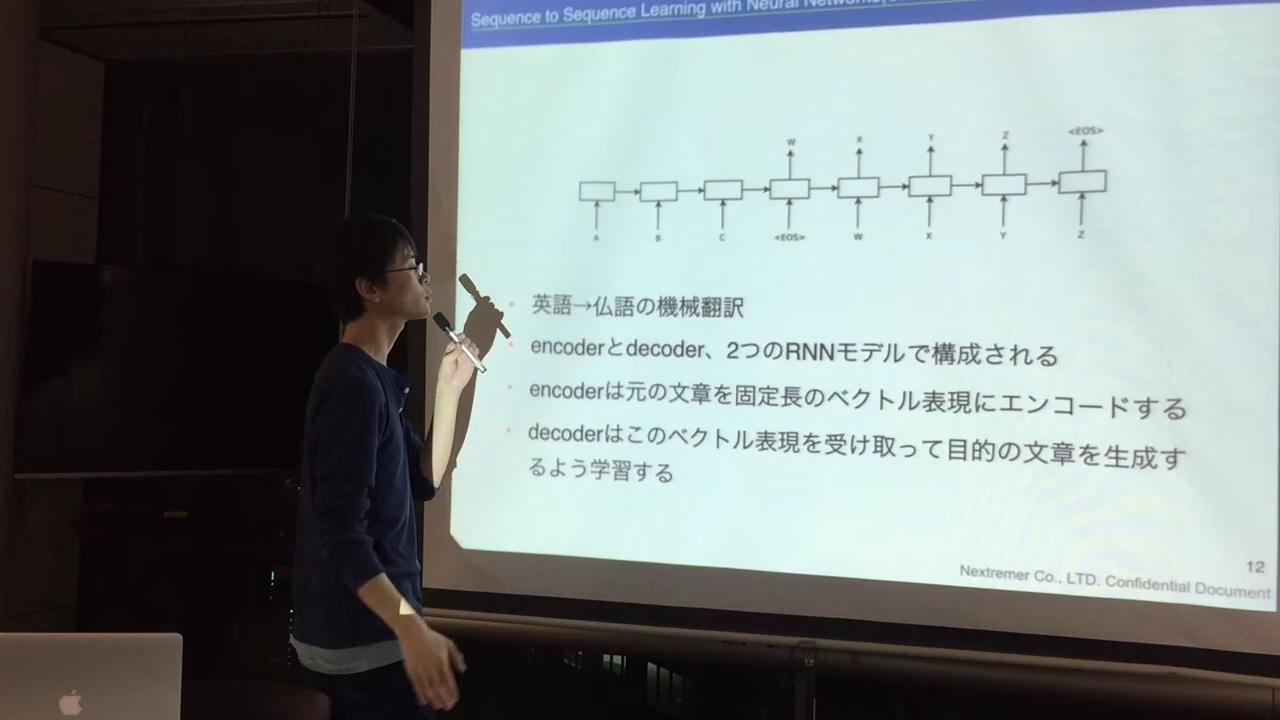 Sequence to Sequence Learning with Neural Networks
W X Y Z <EOS>
A B C <EOS> W X Y Z
英語→仏語の機械翻訳
encoderとdecoder、2つのRNNモデルで構成される
encoderは元の文章を固定長のベクトル表現にエンコードする
decoderはこのベクトル表現を受け取って目的の文章を生成す
るよう学習する
12
Nextremer Co., LTD. Confidential Document